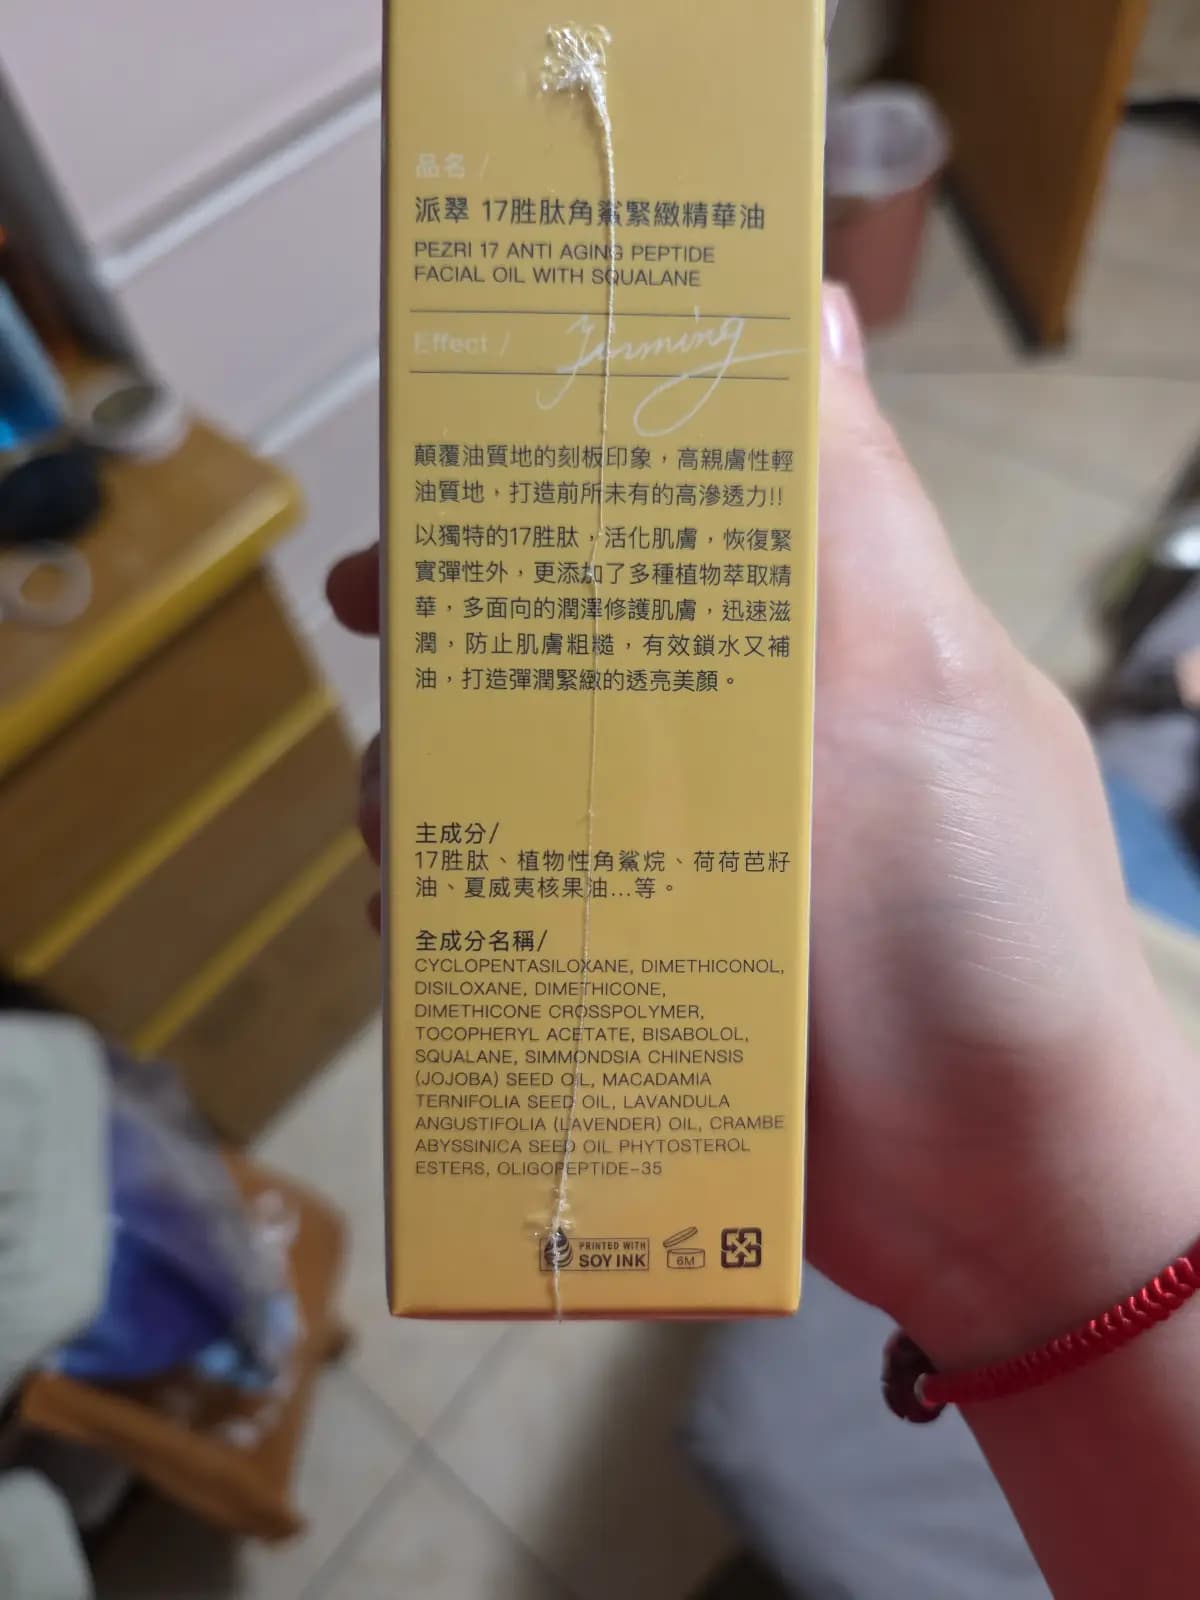 品名 /
派翠 17胜肽角鯊緊緻精華油
PEZRI 17 ANTI AGING PEPTIDE
FACIAL OIL WITH SQUALANE
Effect / Firming
顛覆油質地的刻板印象，高親膚性輕
油質地，打造前所未有的高滲透力!!
以獨特的17胜肽，活化肌膚，恢復緊
實彈性外，更添加了多種植物萃取精
華，多面向的潤澤修護肌膚，迅速滋
潤，防止肌膚粗糙，有效鎖水又補
油，打造彈潤緊緻的透亮美顏。
主成分/
17胜肽、植物性角鯊烷、荷荷芭籽
油、夏威夷核果油...等。
全成分名稱/
CYCLOPENTASILOXANE, DIMETHICONOL,
DISILOXANE, DIMETHICONE,
DIMETHICONE CROSSPOLYMER,
TOCOPHERYL ACETATE, BISABOLOL,
SQUALANE, SIMMONDSIA CHINENSIS
(JOJOBA) SEED OIL, MACADAMIA
TERNIFOLIA SEED OIL, LAVANDULA
ANGUSTIFOLIA (LAVENDER) OIL, CRAMBE
ABYSSINICA SEED OIL PHYTOSTEROL
ESTERS, OLIGOPEPTIDE-35
PRINTED WITH
SOY INK
6M